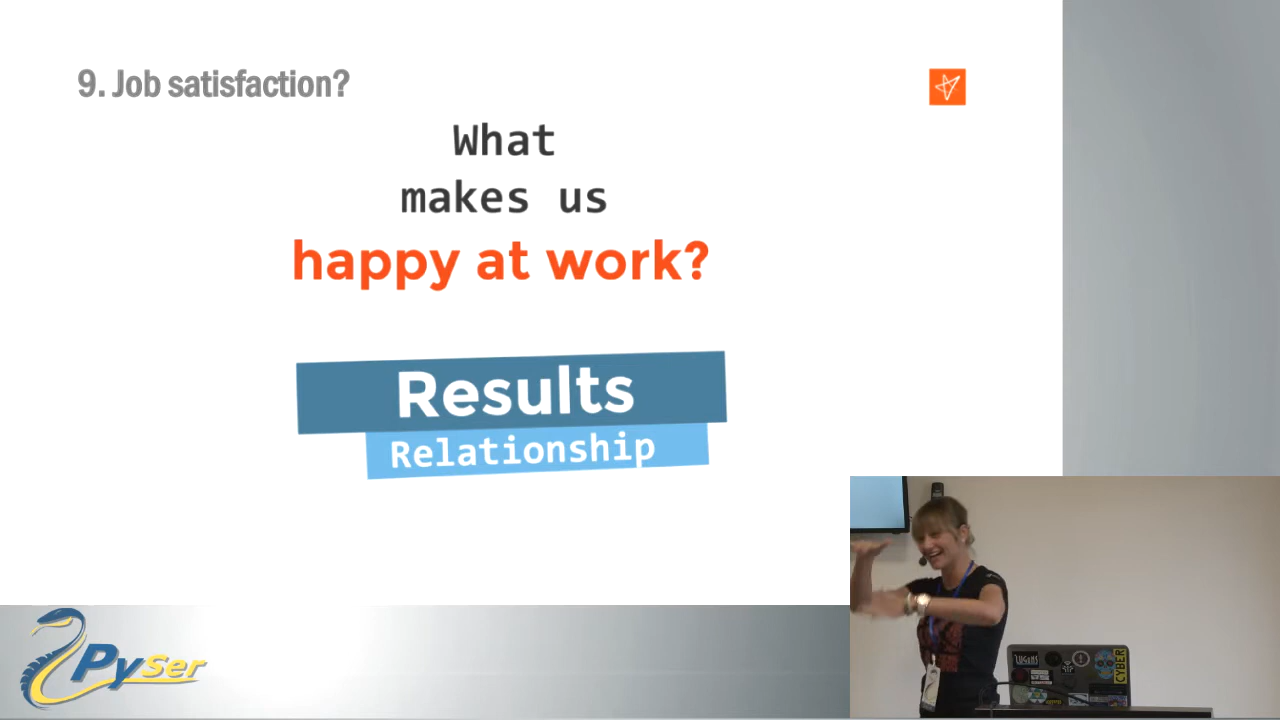 9. Job satisfaction?
What
makes us
happy at work?
Results
Relationship
PySer
CYBER